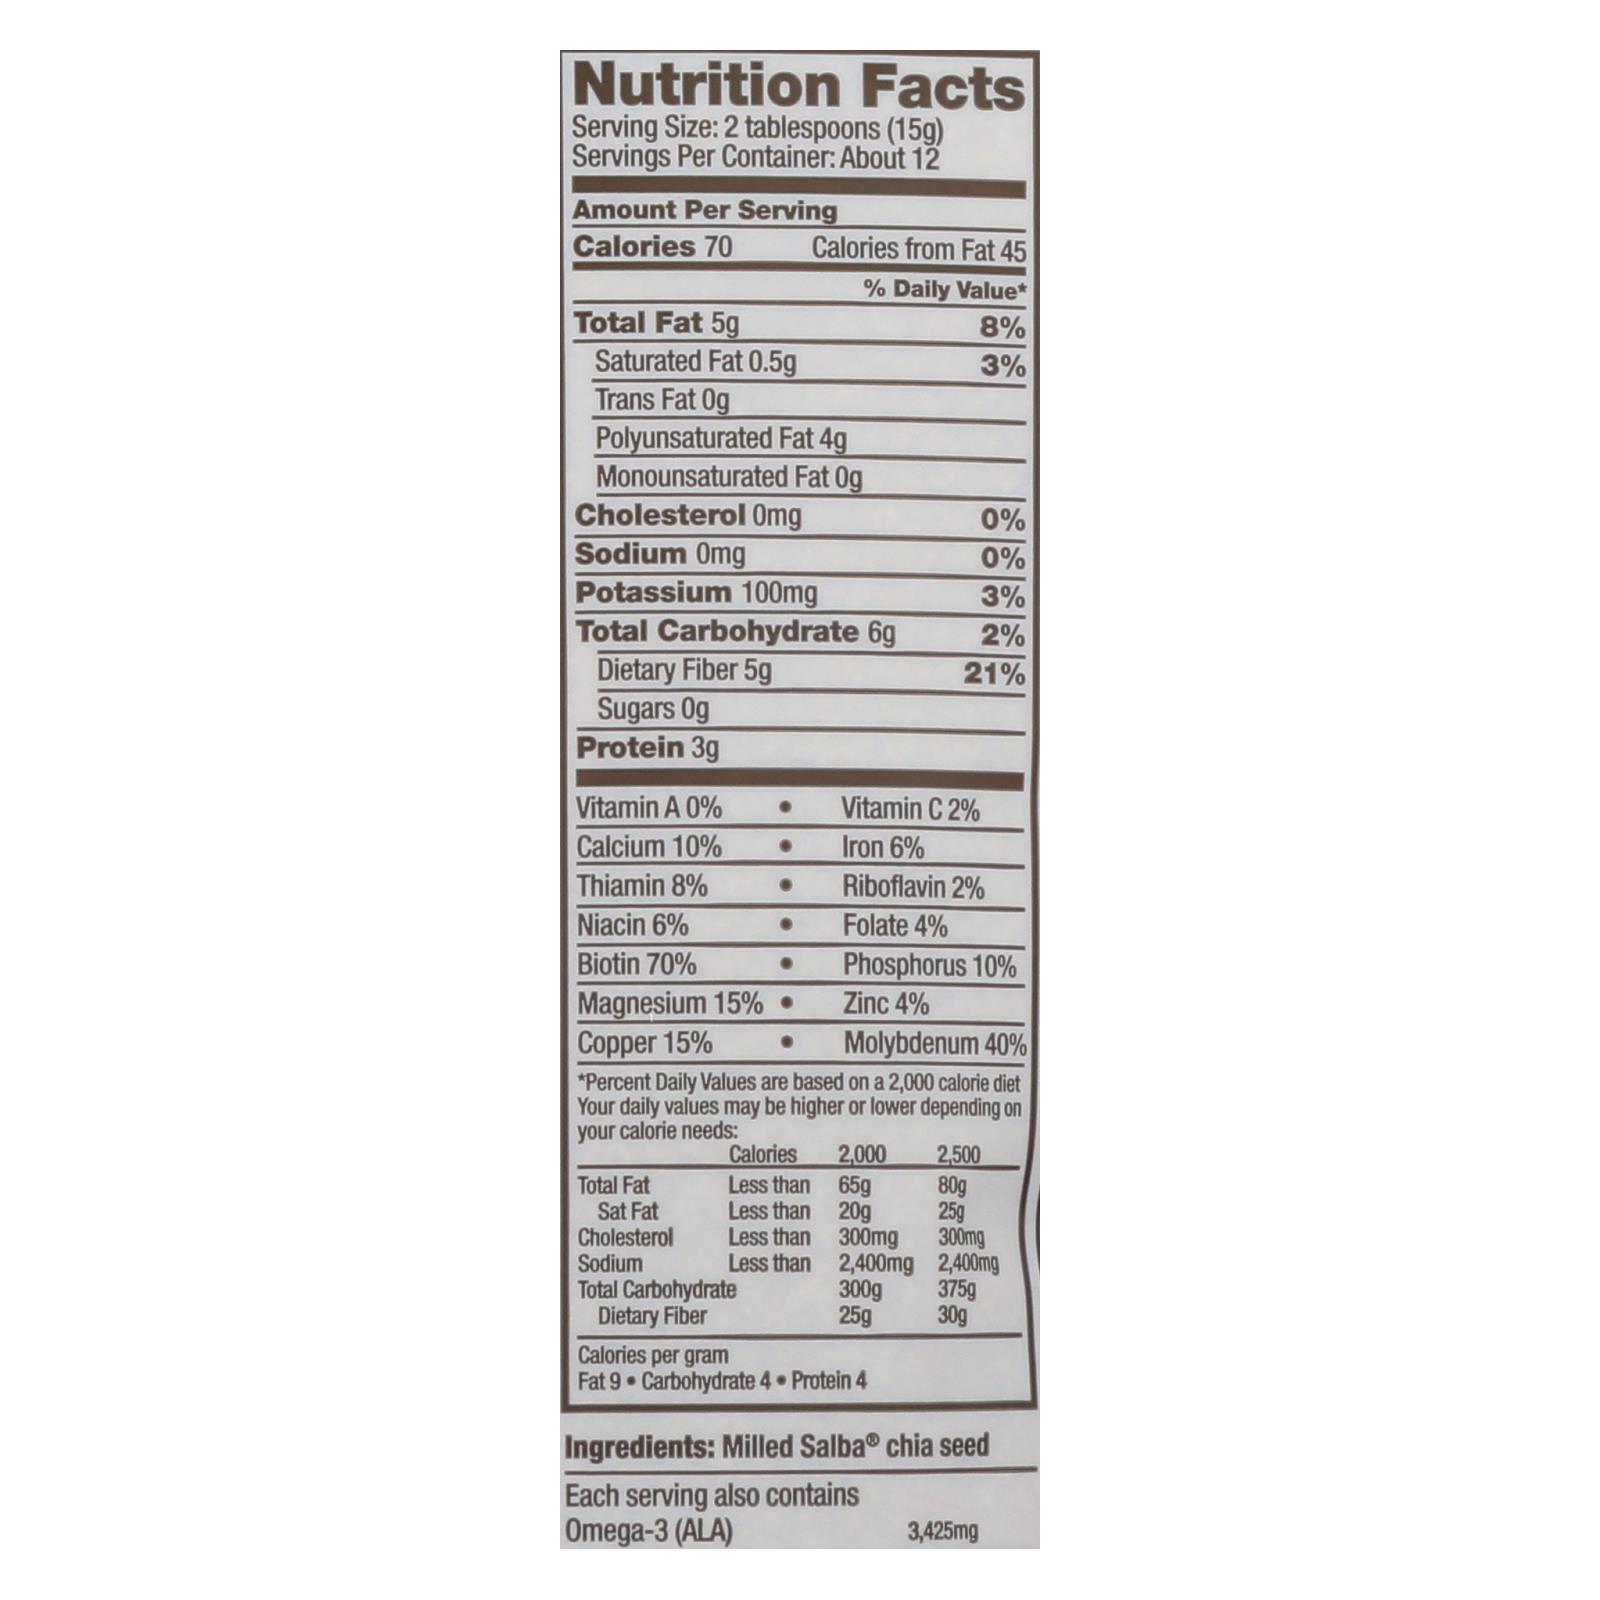 Nutrition Facts
Serving Size: 2 tablespoons (15g)
Servings Per Container: About 12
Amount Per Serving
Calories 70 Calories from Fat 45
% Daily Value*
Total Fat 5g 8%
Saturated Fat 0.5g 3%
Trans Fat 0g
Polyunsaturated Fat 4g
Monounsaturated Fat 0g
Cholesterol 0mg 0%
Sodium 0mg 0%
Potassium 100mg 3%
Total Carbohydrate 6g 2%
Dietary Fiber 5g 21%
Sugars 0g
Protein 3g
Vitamin A 0% • Vitamin C 2%
Calcium 10% • Iron 6%
Thiamin 8% • Riboflavin 2%
Niacin 6% • Folate 4%
Biotin 70% • Phosphorus 10%
Magnesium 15% • Zinc 4%
Copper 15% • Molybdenum 40%
*Percent Daily Values are based on a 2,000 calorie diet
Your daily values may be higher or lower depending on
your calorie needs:
Calories 2,000 2,500
Total Fat Less than 65g 80g
Sat Fat Less than 20g 25g
Cholesterol Less than 300mg 300mg
Sodium Less than 2,400mg 2,400mg
Total Carbohydrate 300g 375g
Dietary Fiber 25g 30g
Calories per gram
Fat 9 • Carbohydrate 4 • Protein 4
Ingredients: Milled Salba® chia seed
Each serving also contains
Omega-3 (ALA) 3,425mg